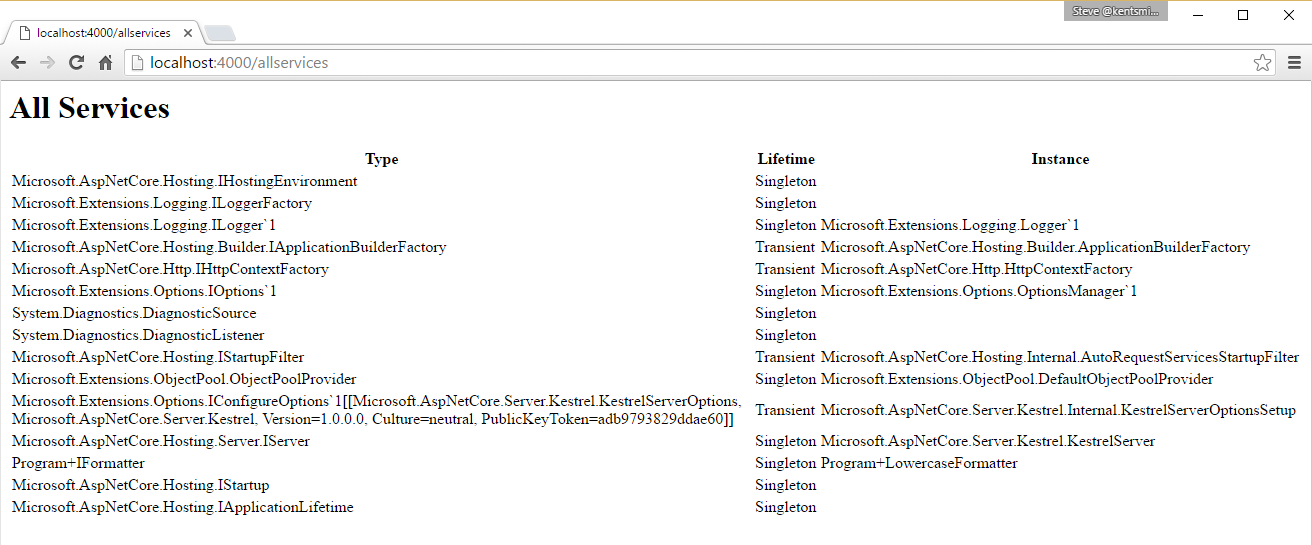 Steve @kentsmi...
localhost:4000/allservices
localhost:4000/allservices
All Services
Type Lifetime Instance
Microsoft.AspNetCore.Hosting.IHostingEnvironment Singleton
Microsoft.Extensions.Logging.ILoggerFactory Singleton
Microsoft.Extensions.Logging.ILogger`1 Singleton Microsoft.Extensions.Logging.Logger`1
Microsoft.AspNetCore.Hosting.Builder.IApplicationBuilderFactory Transient Microsoft.AspNetCore.Hosting.Builder.ApplicationBuilderFactory
Microsoft.AspNetCore.Http.IHttpContextFactory Transient Microsoft.AspNetCore.Http.HttpContextFactory
Microsoft.Extensions.Options.IOptions`1 Singleton Microsoft.Extensions.Options.OptionsManager`1
System.Diagnostics.DiagnosticSource Singleton
System.Diagnostics.DiagnosticListener Singleton
Microsoft.AspNetCore.Hosting.IStartupFilter Transient Microsoft.AspNetCore.Hosting.Internal.AutoRequestServicesStartupFilter
Microsoft.Extensions.ObjectPool.ObjectPoolProvider Singleton Microsoft.Extensions.ObjectPool.DefaultObjectPoolProvider
Microsoft.Extensions.Options.IConfigureOptions`1[[Microsoft.AspNetCore.Server.Kestrel.KestrelServerOptions,
Microsoft.AspNetCore.Server.Kestrel, Version=1.0.0.0, Culture=neutral, PublicKeyToken=adb9793829ddae60]] Transient Microsoft.AspNetCore.Server.Kestrel.Internal.KestrelServerOptionsSetup
Microsoft.AspNetCore.Hosting.Server.IServer Singleton Microsoft.AspNetCore.Server.Kestrel.KestrelServer
Program+IFormatter Singleton Program+LowercaseFormatter
Microsoft.AspNetCore.Hosting.IStartup Singleton
Microsoft.AspNetCore.Hosting.IApplicationLifetime Singleton